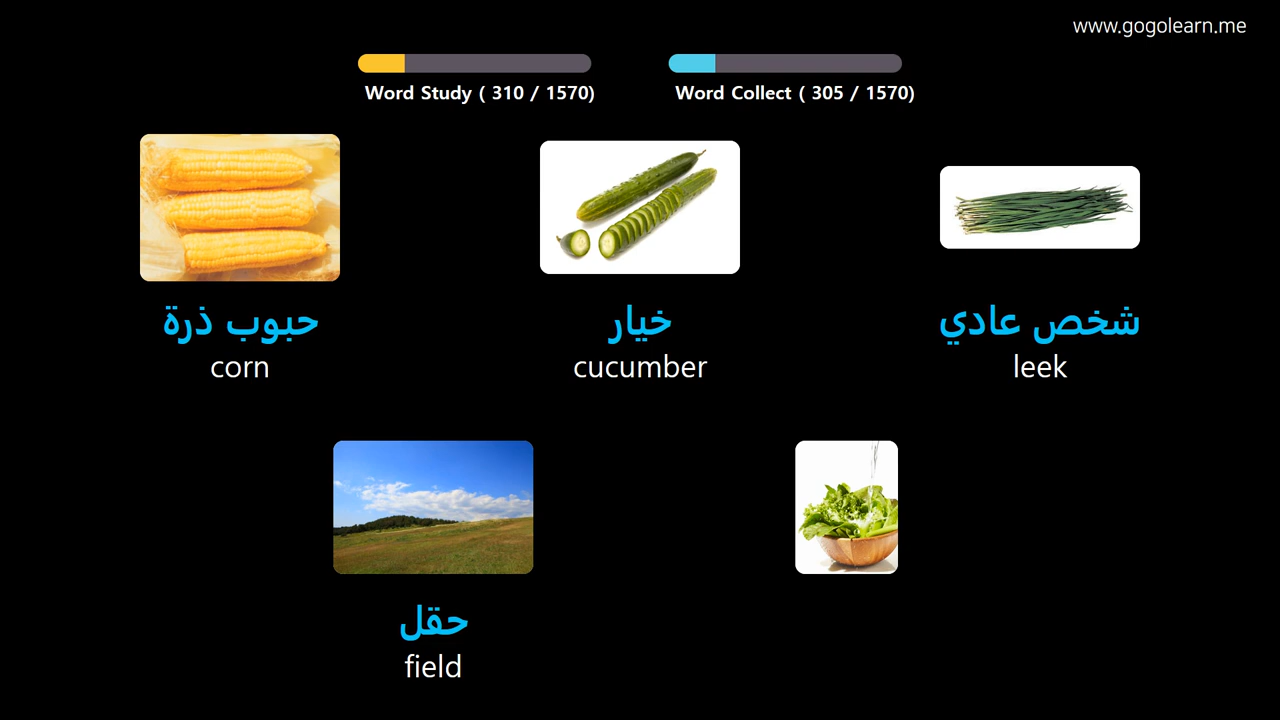 www.gogolearn.me
Word Study ( 310 / 1570)
Word Collect ( 305 / 1570)
حبوب ذرة
corn
خيار
cucumber
شخص عادي
leek
حقل
field